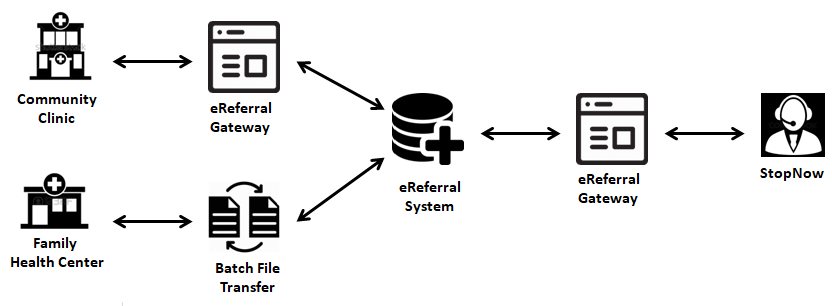 Community
Clinic
eReferral
Gateway
eReferral
System
eReferral
Gateway
StopNow
Family
Health Center
Batch File
Transfer